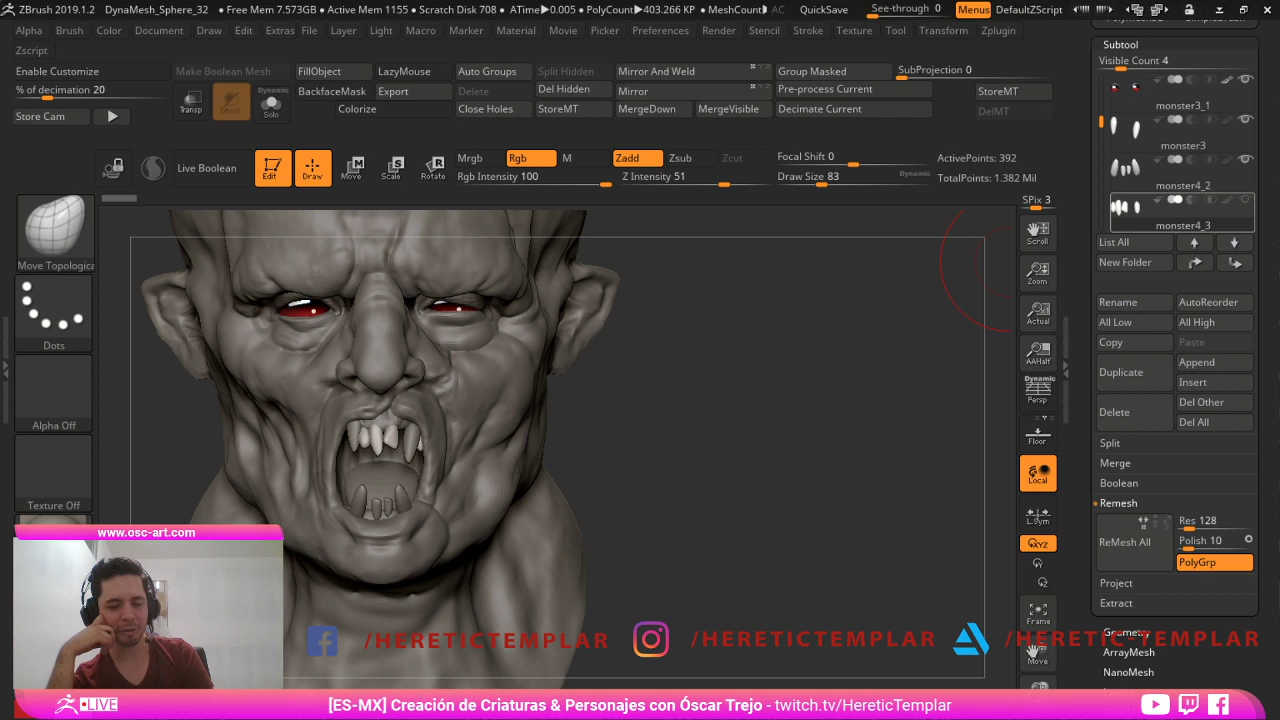 ZBrush 2019.1.2 DynaMesh_Sphere_32 • Free Mem 7.573GB • Active Mem 1155 • Scratch Disk 708 • ATime▶0.005 • PolyCount▶403.266 KP • MeshCount▶ AC QuickSave See-through 0 Menus DefaultZScript
Alpha Brush Color Document Draw Edit Extras File Layer Light Macro Marker Material Movie Picker Preferences Render Stencil Stroke Texture Tool Transform Zplugin
Zscript
Enable Customize
% of decimation 20
Store Cam
Transp
Ghost
Dynamic
Solo
Make Boolean Mesh FillObject LazyMouse Auto Groups Split Hidden Mirror And Weld Group Masked SubProjection 0
BackfaceMask Export Delete Del Hidden Mirror Pre-process Current StoreMT
Colorize Close Holes StoreMT MergeDown MergeVisible Decimate Current DelMT
Live Boolean
Edit
Draw
Move
Scale
Rotate
Mrgb Rgb M Zadd Zsub Zcut Focal Shift 0 ActivePoints: 392
Rgb Intensity 100 Z Intensity 51 Draw Size 83 Dynamic TotalPoints: 1.382 Mil
Move Topologica
Dots
Alpha Off
Texture Off
SPix 3
Scroll
Zoom
Actual
AAHalf
Dynamic
Persp
Floor
Local
L.Sym
XYZ
Frame
Move
Subtool
Visible Count 4
monster3_1
monster3
monster4_2
monster4_3
List All
New Folder
Rename AutoReorder
All Low All High
Copy Paste
Duplicate Append
Insert
Delete Del Other
Del All
Split
Merge
Boolean
Remesh
ReMesh All Res 128
Polish 10
PolyGrp
Project
Extract
Geometry
ArrayMesh
NanoMesh
www.osc-art.com
/HERETICTEMPLAR /HERETICTEMPLAR /HERETIC-TEMPLAR
LIVE [ES-MX] Creación de Criaturas & Personajes con Óscar Trejo - twitch.tv/HereticTemplar